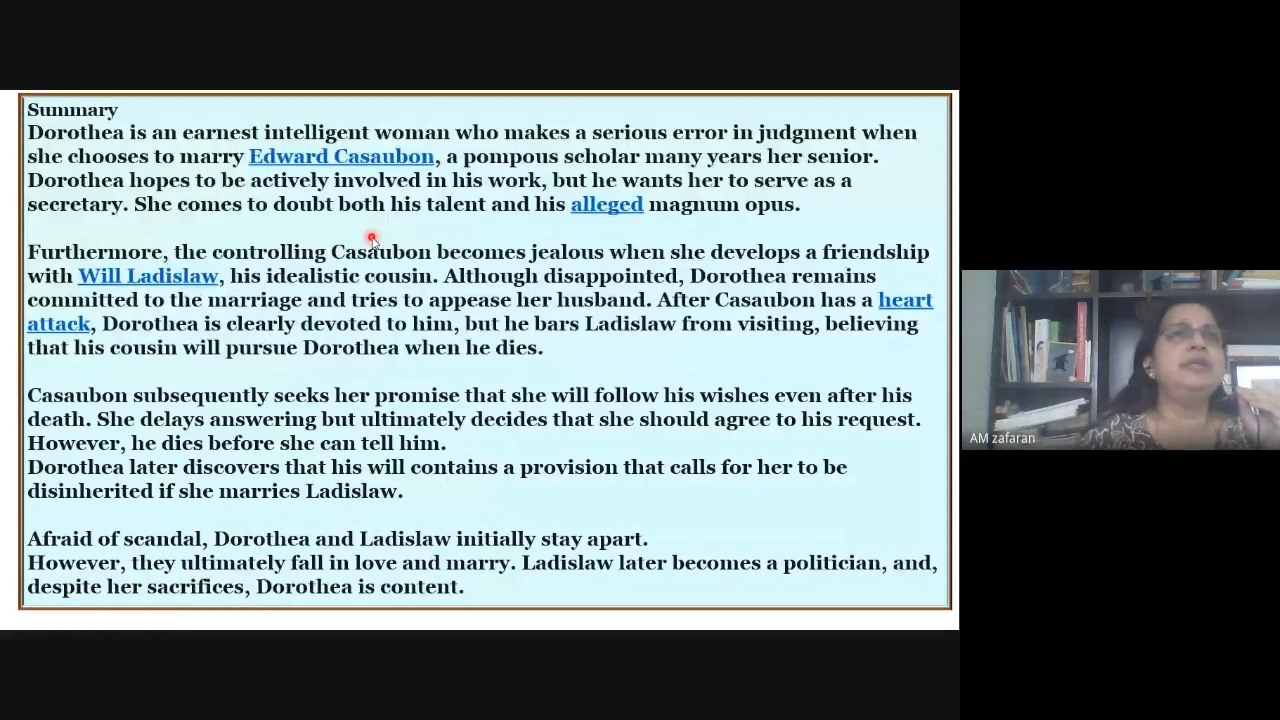 Summary
Dorothea is an earnest intelligent woman who makes a serious error in judgment when
she chooses to marry Edward Casaubon, a pompous scholar many years her senior.
Dorothea hopes to be actively involved in his work, but he wants her to serve as a
secretary. She comes to doubt both his talent and his alleged magnum opus.
Furthermore, the controlling Casaubon becomes jealous when she develops a friendship
with Will Ladislaw, his idealistic cousin. Although disappointed, Dorothea remains
committed to the marriage and tries to appease her husband. After Casaubon has a heart
attack, Dorothea is clearly devoted to him, but he bars Ladislaw from visiting, believing
that his cousin will pursue Dorothea when he dies.
Casaubon subsequently seeks her promise that she will follow his wishes even after his
death. She delays answering but ultimately decides that she should agree to his request.
However, he dies before she can tell him.
Dorothea later discovers that his will contains a provision that calls for her to be
disinherited if she marries Ladislaw.
Afraid of scandal, Dorothea and Ladislaw initially stay apart.
However, they ultimately fall in love and marry. Ladislaw later becomes a politician, and,
despite her sacrifices, Dorothea is content.
AM zafaran